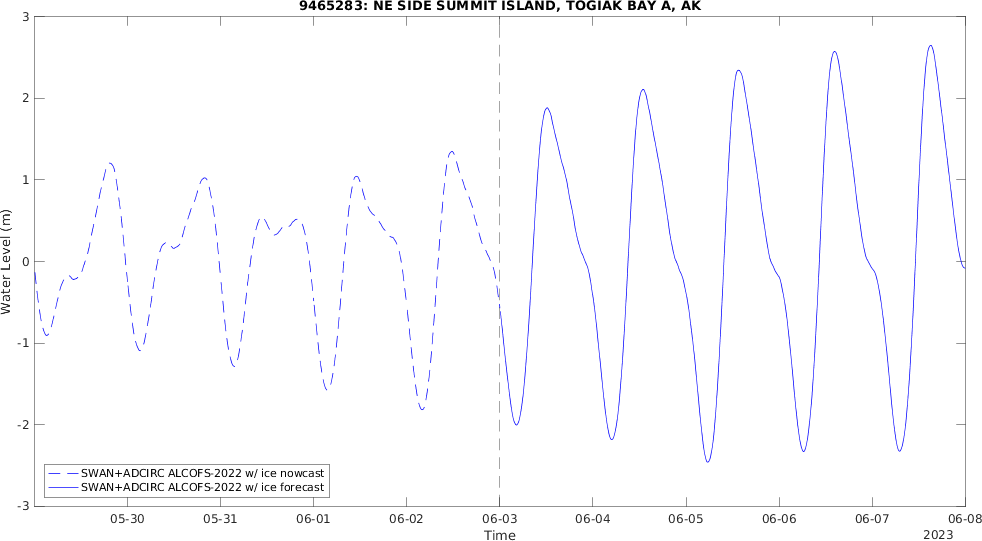 9465283: NE SIDE SUMMIT ISLAND, TOGIAK BAY A, AK
3
2
1
0
-1
-2
-3
Water Level (m)
SWAN+ADCIRC ALCOFS-2022 w/ ice nowcast
SWAN+ADCIRC ALCOFS-2022 w/ ice forecast
05-30 05-31 06-01 06-02 06-03 06-04 06-05 06-06 06-07 06-08
Time
2023